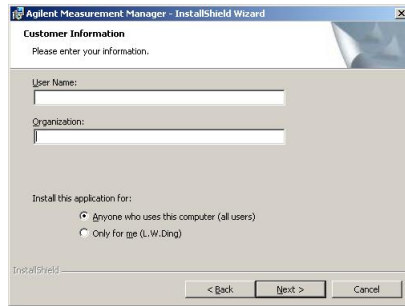 Agilent Measurement Manager - InstallShield Wizard
Customer Information
Please enter your information.
User Name:
Organization:
Install this application for:
Anyone who uses this computer (all users)
Only for me (L.W.Ding)
InstallShield
< Back Next > Cancel